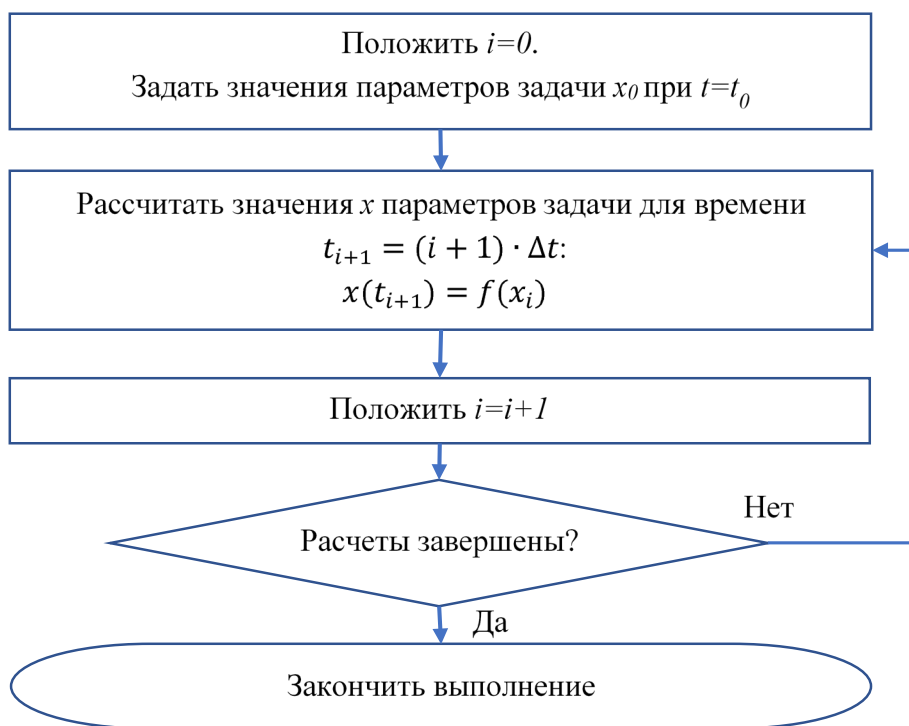 Положить i=0.
Задать значения параметров задачи x₀ при t=t₀
Рассчитать значения x параметров задачи для времени
tᵢ₊₁ = (i + 1) · Δt:
x(tᵢ₊₁) = f(xᵢ)
Положить i=i+1
Нет
Расчеты завершены?
Да
Закончить выполнение